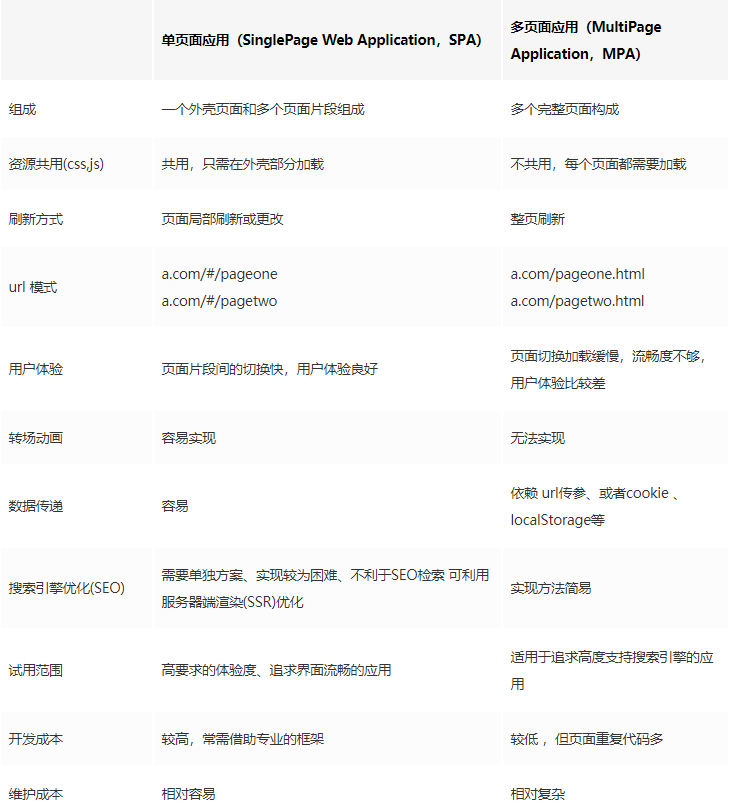 单页面应用（SinglePage Web Application，SPA）
多页面应用（MultiPage
Application，MPA）
组成
一个外壳页面和多个页面片段组成
多个完整页面构成
资源共用(css,js)
共用，只需在外壳部分加载
不共用，每个页面都需要加载
刷新方式
页面局部刷新或更改
整页刷新
url 模式
a.com/#/pageone
a.com/#/pagetwo
a.com/pageone.html
a.com/pagetwo.html
用户体验
页面片段间的切换快，用户体验良好
页面切换加载缓慢，流畅度不够，
用户体验比较差
转场动画
容易实现
无法实现
数据传递
容易
依赖 url传参、或者cookie 、
localStorage等
搜索引擎优化(SEO)
需要单独方案、实现较为困难、不利于SEO检索 可利用
服务器端渲染(SSR)优化
实现方法简易
试用范围
高要求的体验度、追求界面流畅的应用
适用于追求高度支持搜索引擎的应
用
开发成本
较高，常需借助专业的框架
较低 ，但页面重复代码多
维护成本
相对容易
相对复杂